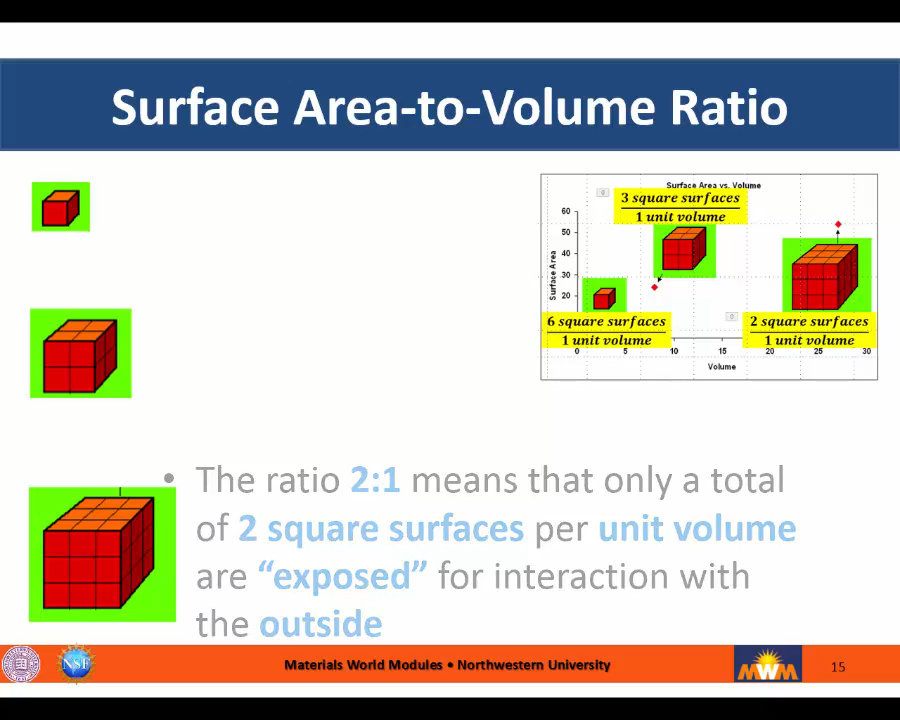 Surface Area-to-Volume Ratio
Surface Area vs. Volume
3 square surfaces
1 unit volume
60
50
40
30
20
Surface Area
6 square surfaces
1 unit volume
2 square surfaces
1 unit volume
0 5 10 15 20 25 30
Volume
• The ratio 2:1 means that only a total
of 2 square surfaces per unit volume
are “exposed” for interaction with
the outside
NSF
Materials World Modules • Northwestern University
MWM
15